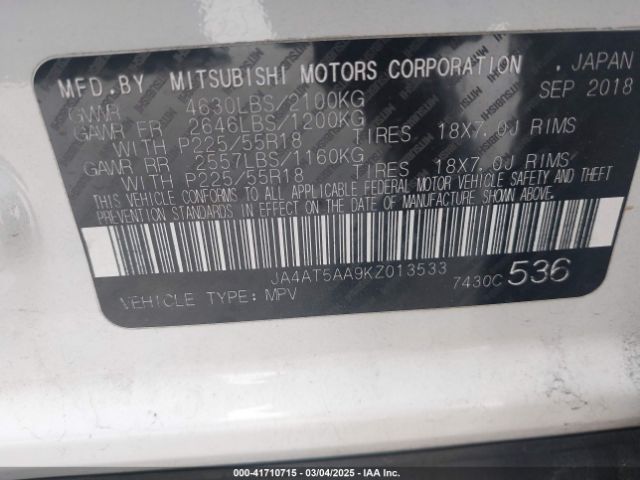 MFD.BY MITSUBISHI MOTORS CORPORATION , JAPAN
GVWR 4630LBS/2100KG SEP 2018
GAWR FR 2646LBS/1200KG
WITH P225/55R18 TIRES 18X7.0J RIMS
GAWR RR 2557LBS/1160KG
WITH P225/55R18 TIRES 18X7.0J RIMS
THIS VEHICLE CONFORMS TO ALL APPLICABLE FEDERAL MOTOR VEHICLE SAFETY AND THEFT
PREVENTION STANDARDS IN EFFECT ON THE DATE OF MANUFACTURE SHOWN ABOVE.
JA4AT5AA9KZ013533
VEHICLE TYPE: MPV 7430C 536
000-41710715 - 03/04/2025 - IAAI.COM